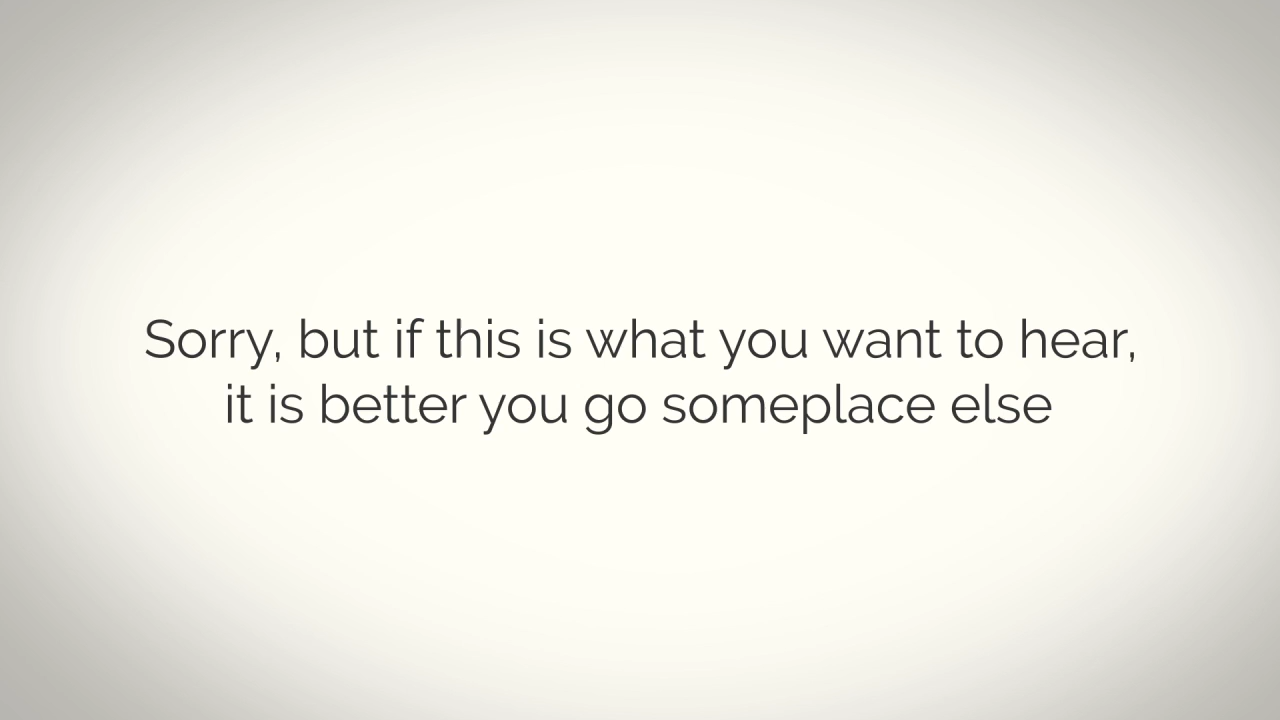 Sorry, but if this is what you want to hear,
it is better you go someplace else